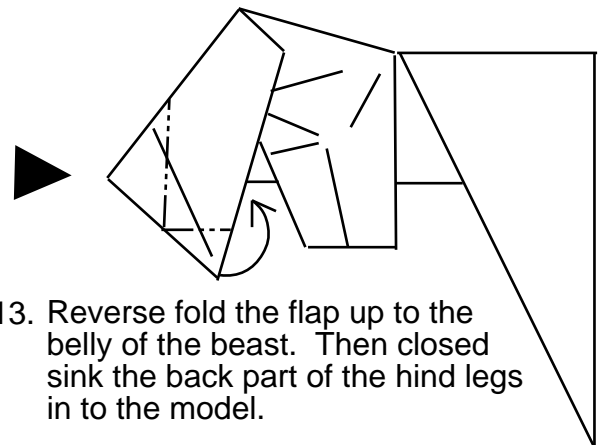 13. Reverse fold the flap up to the
belly of the beast.  Then closed
sink the back part of the hind legs
in to the model.